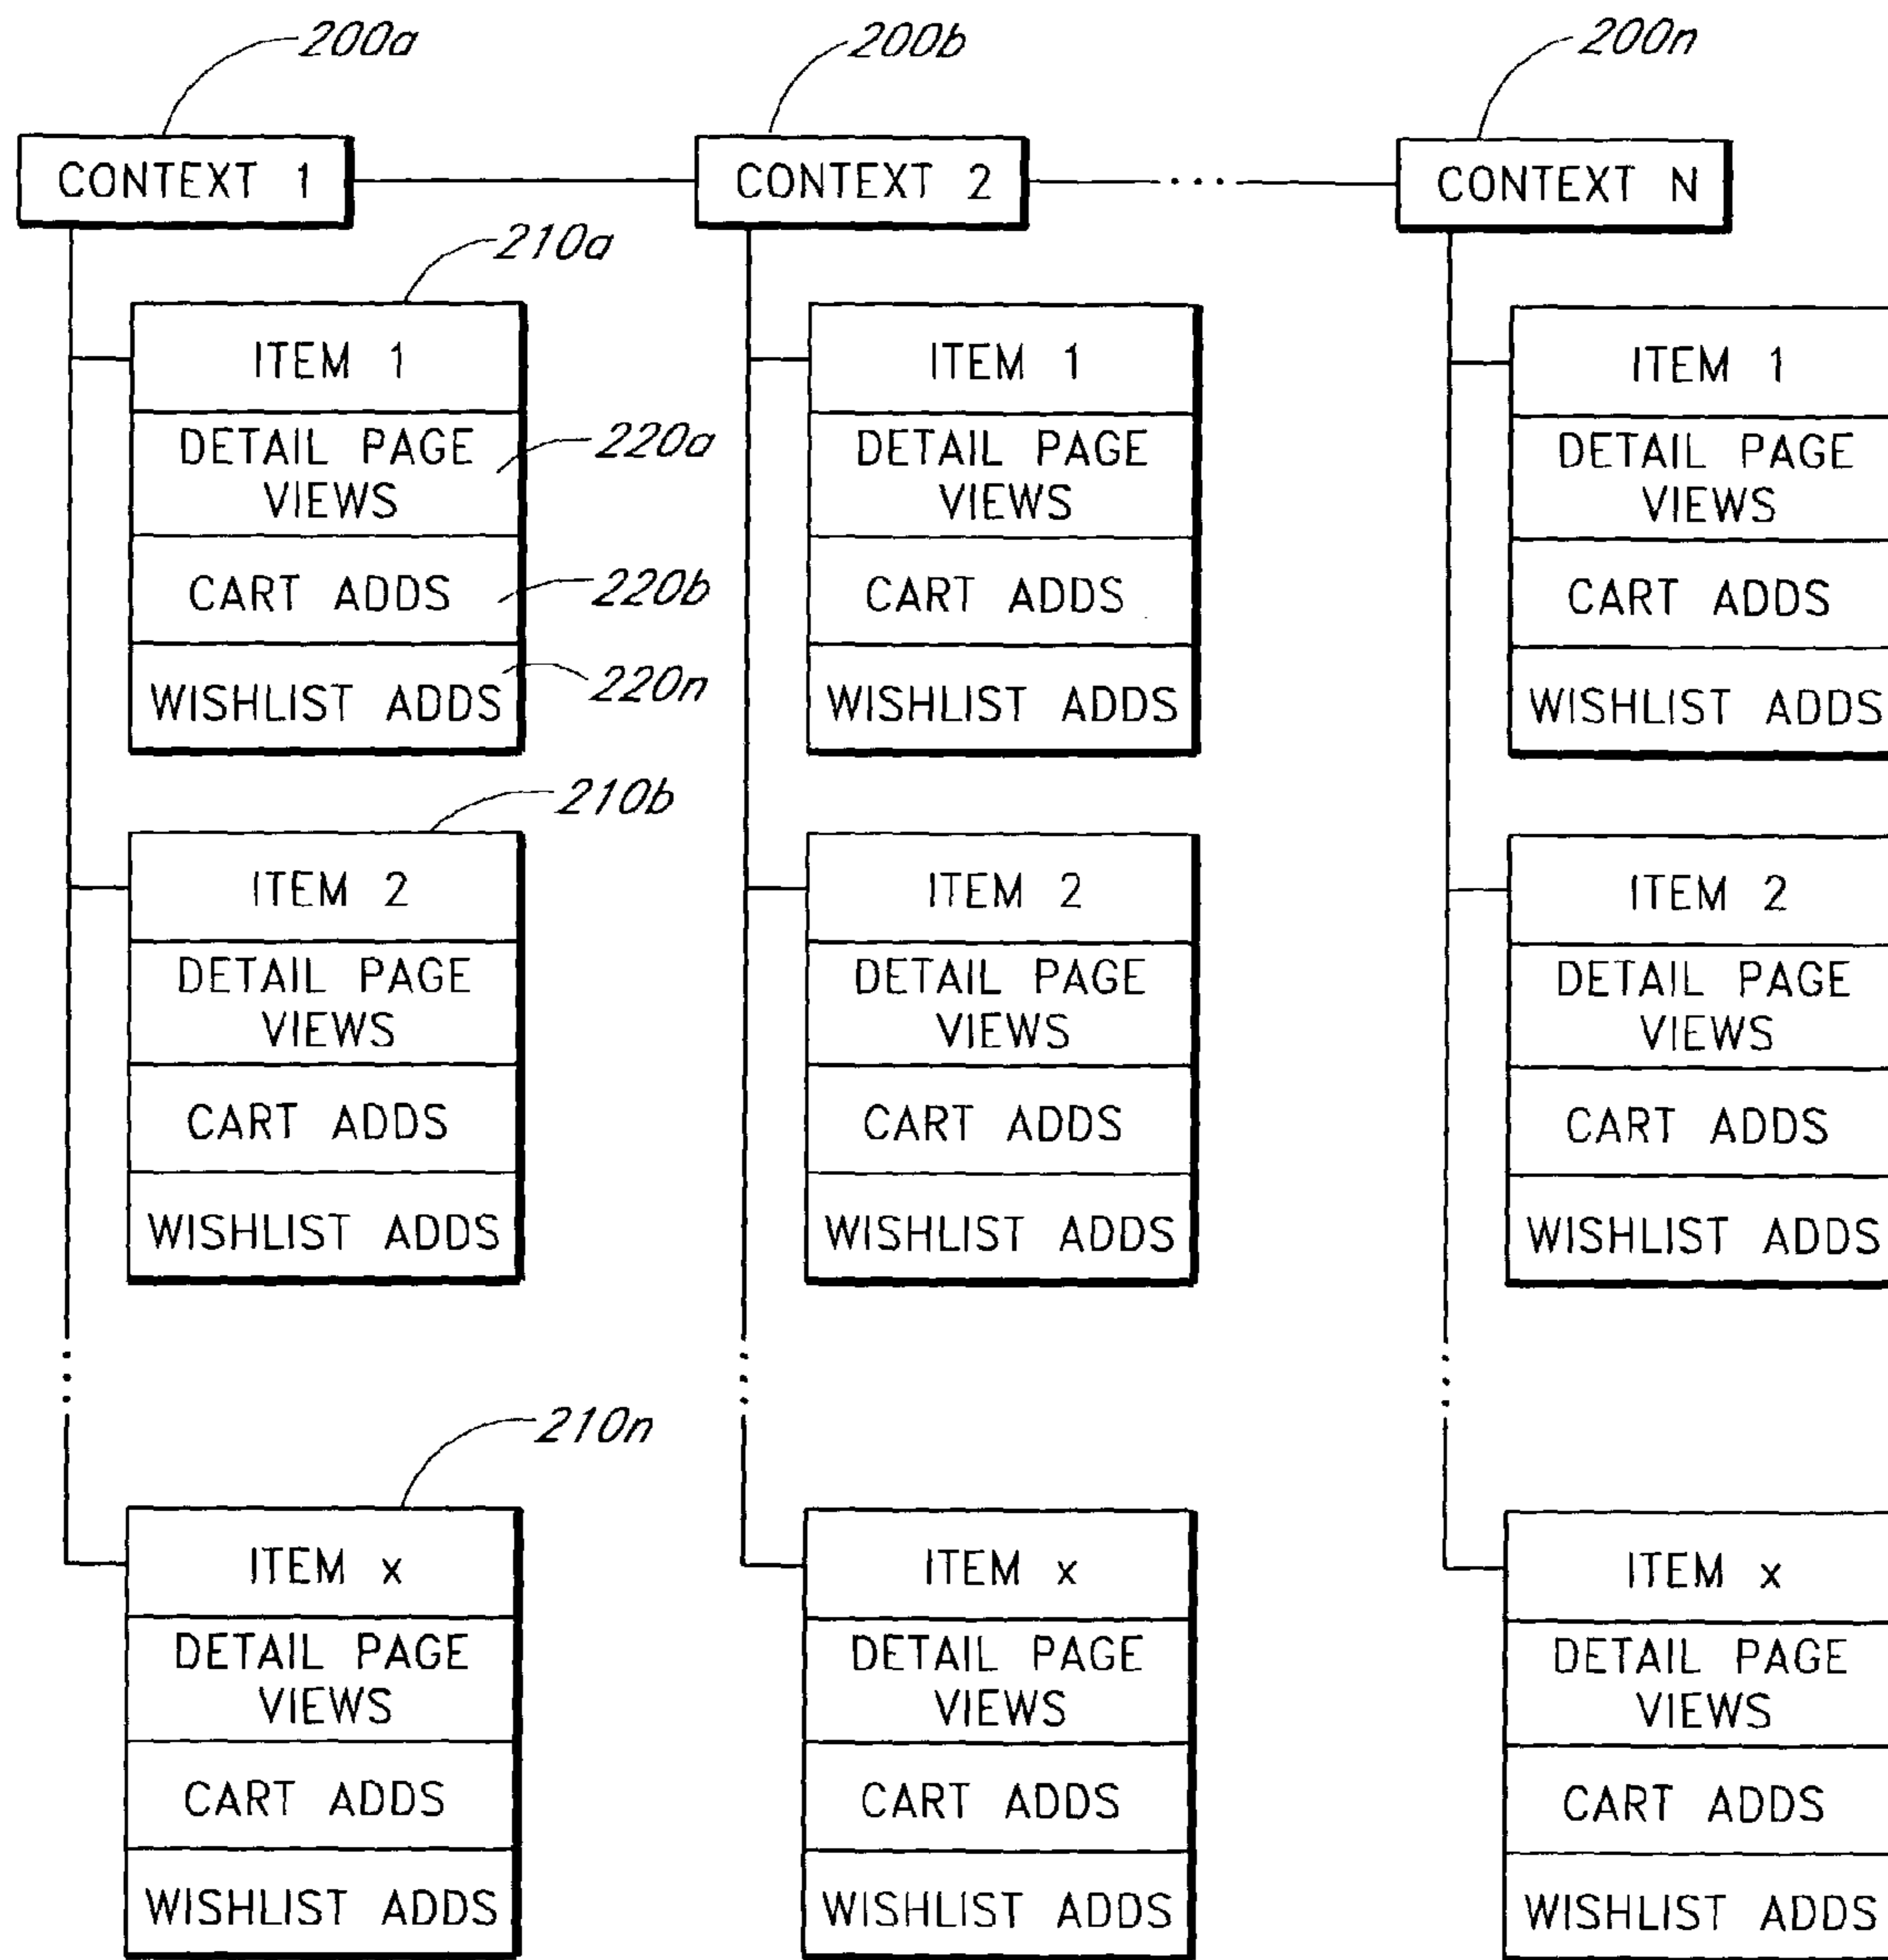 200a
200b
200n
CONTEXT 1
CONTEXT 2
...
CONTEXT N
210a
ITEM 1
DETAIL PAGE
VIEWS
220a
CART ADDS
220b
WISHLIST ADDS
220n
210b
ITEM 2
DETAIL PAGE
VIEWS
CART ADDS
WISHLIST ADDS
210n
ITEM x
DETAIL PAGE
VIEWS
CART ADDS
WISHLIST ADDS
ITEM 1
DETAIL PAGE
VIEWS
CART ADDS
WISHLIST ADDS
ITEM 2
DETAIL PAGE
VIEWS
CART ADDS
WISHLIST ADDS
ITEM x
DETAIL PAGE
VIEWS
CART ADDS
WISHLIST ADDS
ITEM 1
DETAIL PAGE
VIEWS
CART ADDS
WISHLIST ADDS
ITEM 2
DETAIL PAGE
VIEWS
CART ADDS
WISHLIST ADDS
ITEM x
DETAIL PAGE
VIEWS
CART ADDS
WISHLIST ADDS